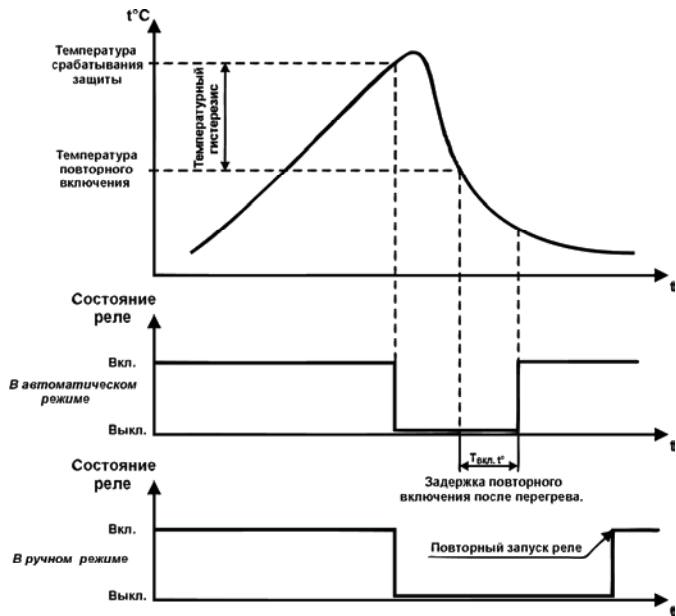 t°C
Температура
срабатывания
защиты
Температурный
гистерезис
Температура
повторного
включения
t
Состояние
реле
Вкл.
В автоматическом
режиме
Выкл.
t
Tвкл. t°
Состояние
реле
Задержка повторного
включения после перегрева.
Вкл.
Повторный запуск реле
В ручном режиме
Выкл.
t